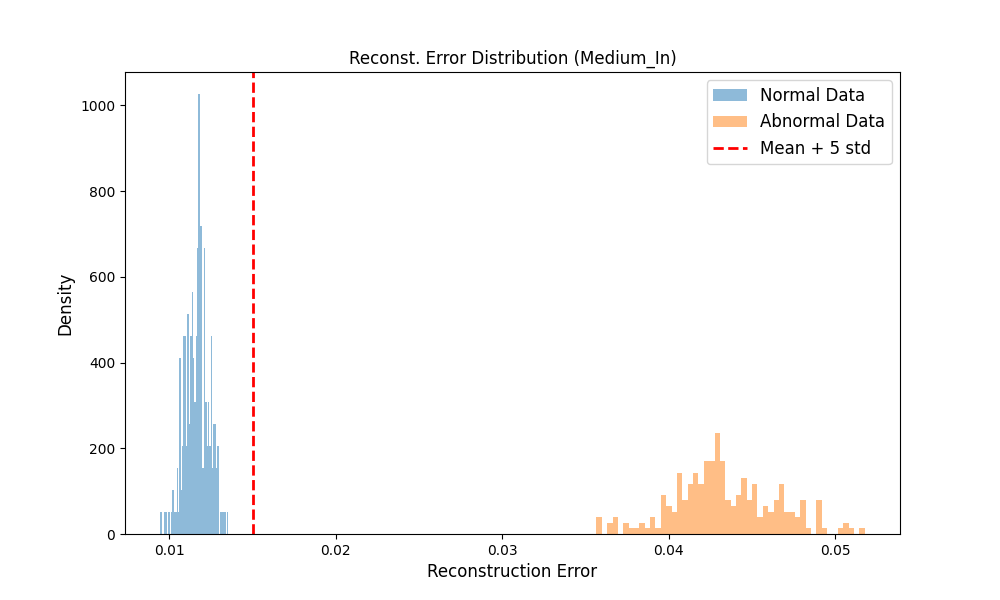 Reconst. Error Distribution (Medium_In)
Normal Data
Abnormal Data
Mean + 5 std
Density
1000
800
600
400
200
0
0.01 0.02 0.03 0.04 0.05
Reconstruction Error